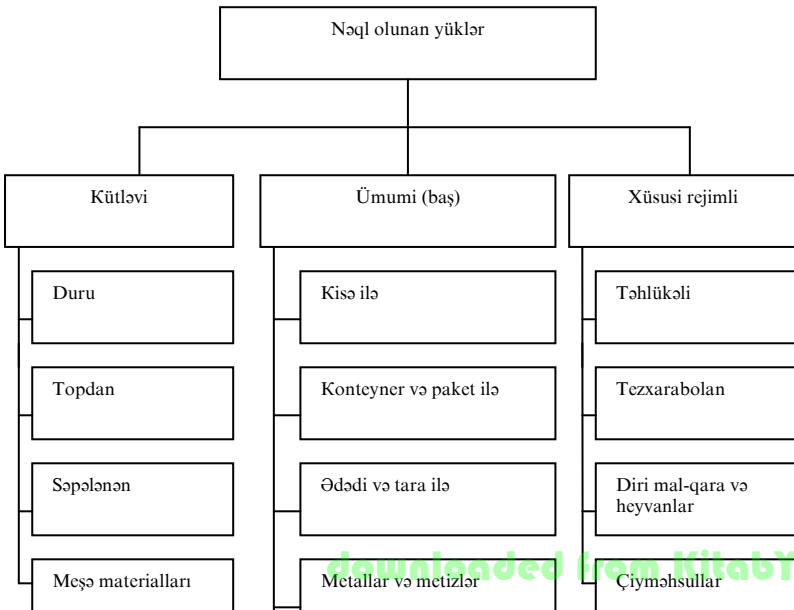 Nəql olunan yüklər
Kütləvi
Ümumi (baş)
Xüsusi rejimli
Duru
Kisə ilə
Təhlükəli
Topdan
Konteyner və paket ilə
Tezxarabolan
Səpələnən
Ədədi və tara ilə
Diri mal-qara və
heyvanlar
Meşə materialları
Metallar və metizlər
Çiyməhsullar
downloaded from KitabY